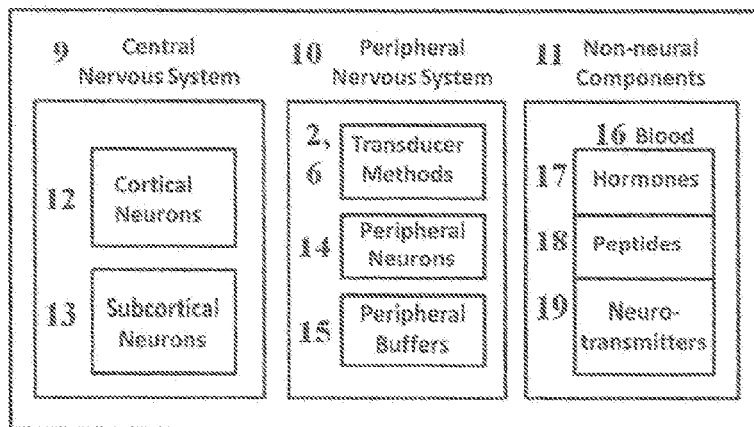 9 Central
Nervous System
12 Cortical
Neurons
13 Subcortical
Neurons
10 Peripheral
Nervous System
2, Transducer
6 Methods
14 Peripheral
Neurons
15 Peripheral
Buffers
11 Non-neural
Components
16 Blood
17 Hormones
18 Peptides
19 Neuro-
transmitters